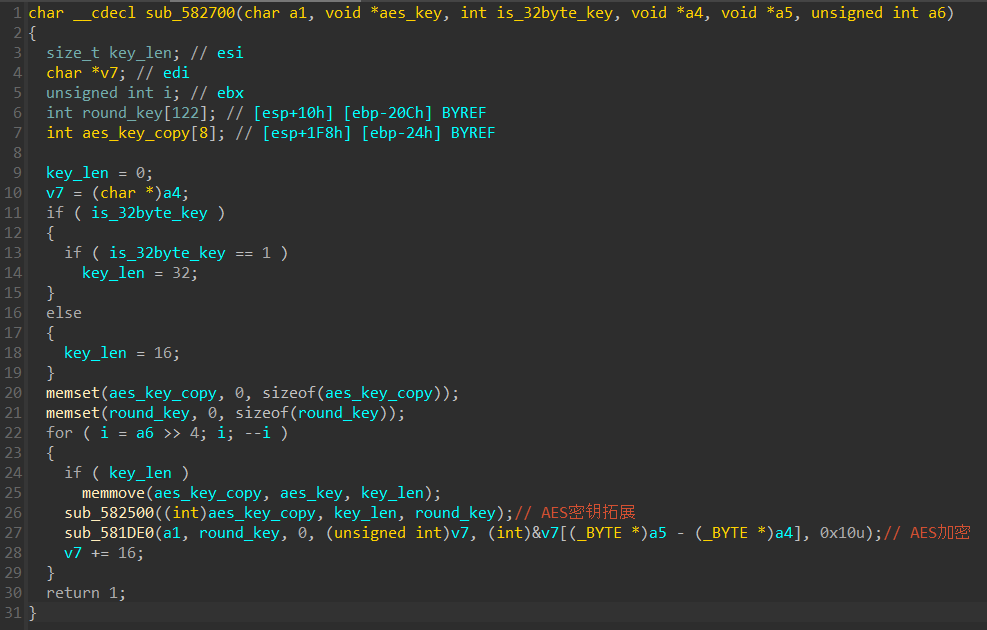 1 char __cdecl sub_582700(char a1, void *aes_key, int is_32byte_key, void *a4, void *a5, unsigned int a6)
2 {
3   size_t key_len; // esi
4   char *v7; // edi
5   unsigned int i; // ebx
6   int round_key[122]; // [esp+10h] [ebp-20Ch] BYREF
7   int aes_key_copy[8]; // [esp+1F8h] [ebp-24h] BYREF
8
9   key_len = 0;
10   v7 = (char *)a4;
11   if ( is_32byte_key )
12   {
13     if ( is_32byte_key == 1 )
14       key_len = 32;
15   }
16   else
17   {
18     key_len = 16;
19   }
20   memset(aes_key_copy, 0, sizeof(aes_key_copy));
21   memset(round_key, 0, sizeof(round_key));
22   for ( i = a6 >> 4; i; --i )
23   {
24     if ( key_len )
25       memmove(aes_key_copy, aes_key, key_len);
26     sub_582500((int)aes_key_copy, key_len, round_key);// AES密钥拓展
27     sub_581DE0(a1, round_key, 0, (unsigned int)v7, (int)&v7[(_BYTE *)a5 - (_BYTE *)a4], 0x10u);// AES加密
28     v7 += 16;
29   }
30   return 1;
31 }